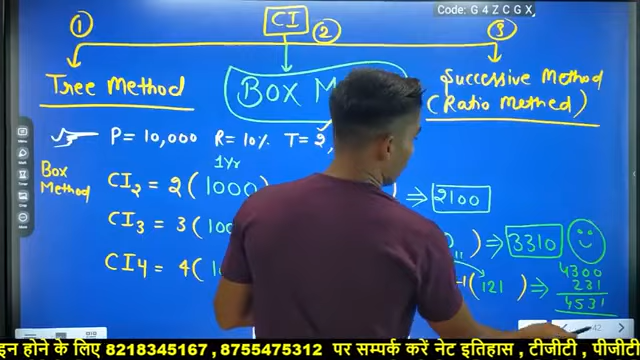 Code: G 4 Z C G X
CI
① ② ③
Tree Method
BOX M
Successive Method
(Ratio Method)
P = 10,000 R = 10% T = 2,
1Yr
Box Method
CI2 = 2 ( 1000 ) ⇒ 2100
CI3 = 3 ( 100 ⇒ 3310
4300
231
4531
CI4 = 4 ( 1 ( 121 ) ⇒
42
इन होने के लिए 8218345167 , 8755475312 पर सम्पर्क करें नेट इतिहास , टीजीटी , पीजीटी